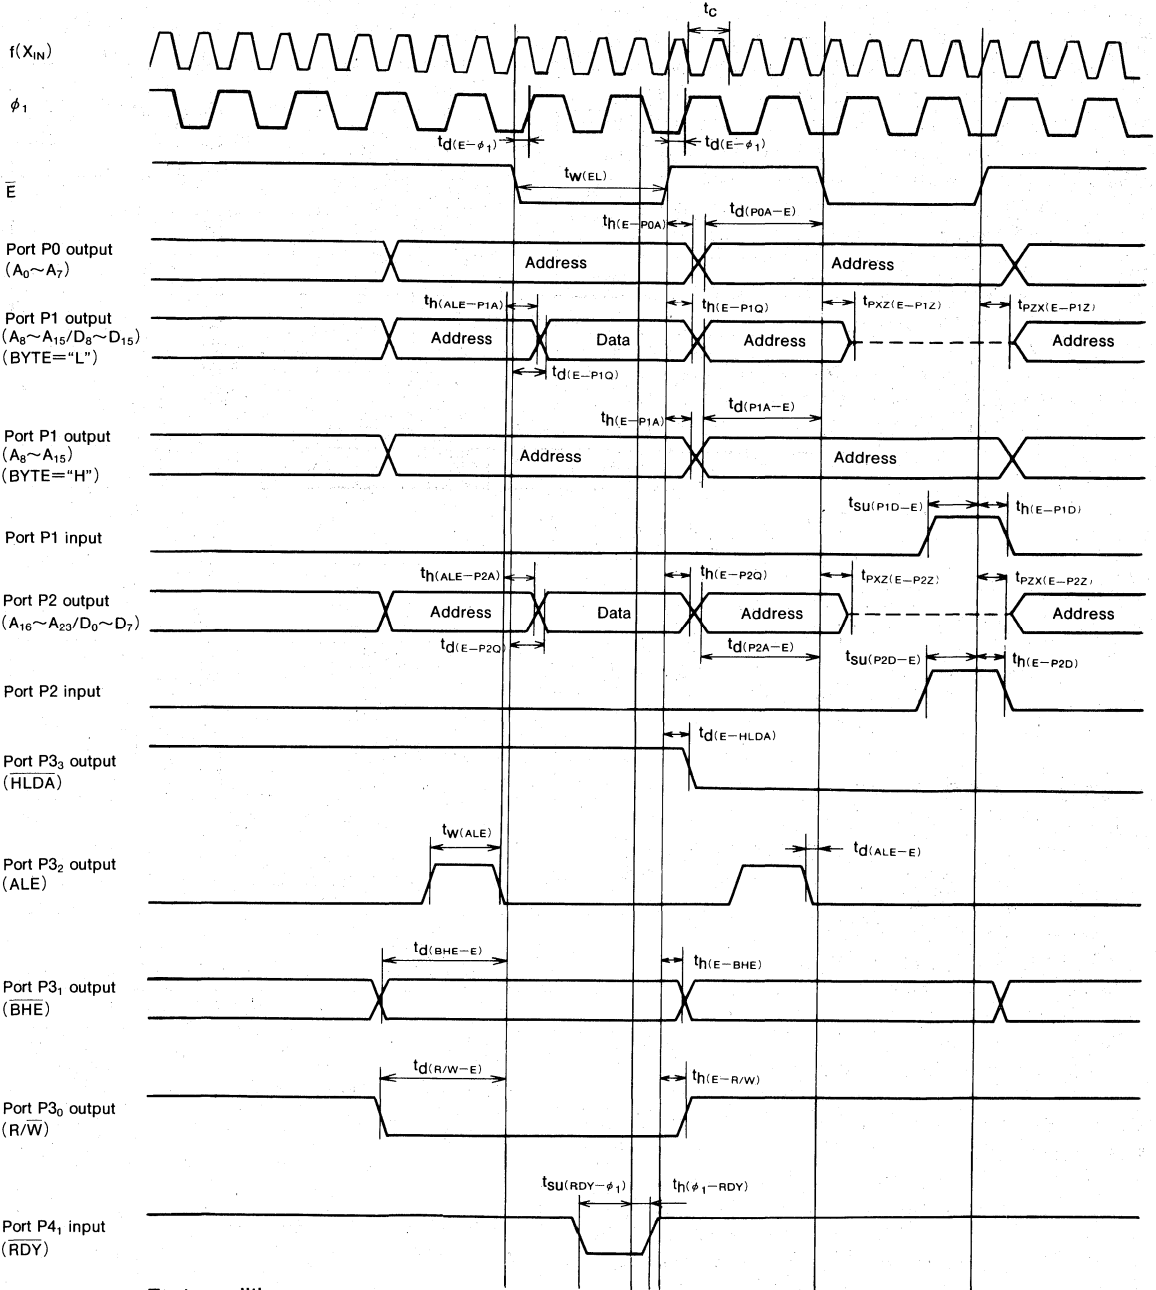 tC
f(XIN)
ϕ1
td(E−ϕ1) td(E−ϕ1)
E̅
tW(EL)
th(E−P0A) td(P0A−E)
Port P0 output
(A0∼A7)
Address Address
th(ALE−P1A) th(E−P1Q) tPXZ(E−P1Z) tPZX(E−P1Z)
Port P1 output
(A8∼A15/D8∼D15)
(BYTE="L")
Address Data Address Address
td(E−P1Q)
th(E−P1A) td(P1A−E)
Port P1 output
(A8∼A15)
(BYTE="H")
Address Address
tsu(P1D−E) th(E−P1D)
Port P1 input
th(ALE−P2A) th(E−P2Q) tPXZ(E−P2Z) tPZX(E−P2Z)
Port P2 output
(A16∼A23/D0∼D7)
Address Data Address Address
td(E−P2Q) td(P2A−E) tsu(P2D−E) th(E−P2D)
Port P2 input
td(E−HLDA)
Port P33 output
(H̅L̅D̅A̅)
tW(ALE) td(ALE−E)
Port P32 output
(ALE)
td(BHE−E) th(E−BHE)
Port P31 output
(B̅H̅E̅)
td(R/W−E) th(E−R/W)
Port P30 output
(R/W̅)
tsu(RDY−ϕ1) th(ϕ1−RDY)
Port P41 input
(R̅D̅Y̅)